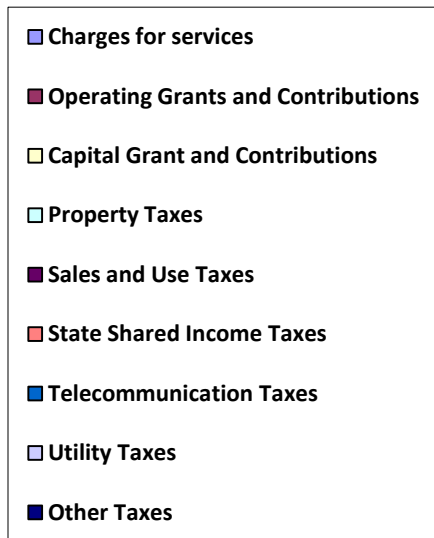 Charges for services
Operating Grants and Contributions
Capital Grant and Contributions
Property Taxes
Sales and Use Taxes
State Shared Income Taxes
Telecommunication Taxes
Utility Taxes
Other Taxes